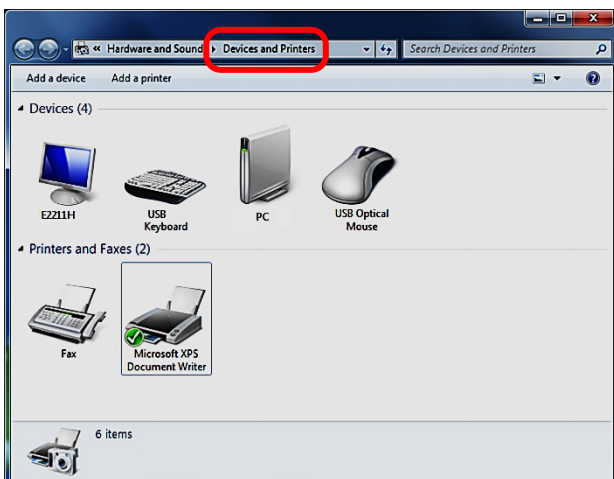 « Hardware and Sound ▸ Devices and Printers
Search Devices and Printers
Add a device Add a printer
Devices (4)
E2211H
USB
Keyboard
PC
USB Optical
Mouse
Printers and Faxes (2)
Fax
Microsoft XPS
Document Writer
6 items